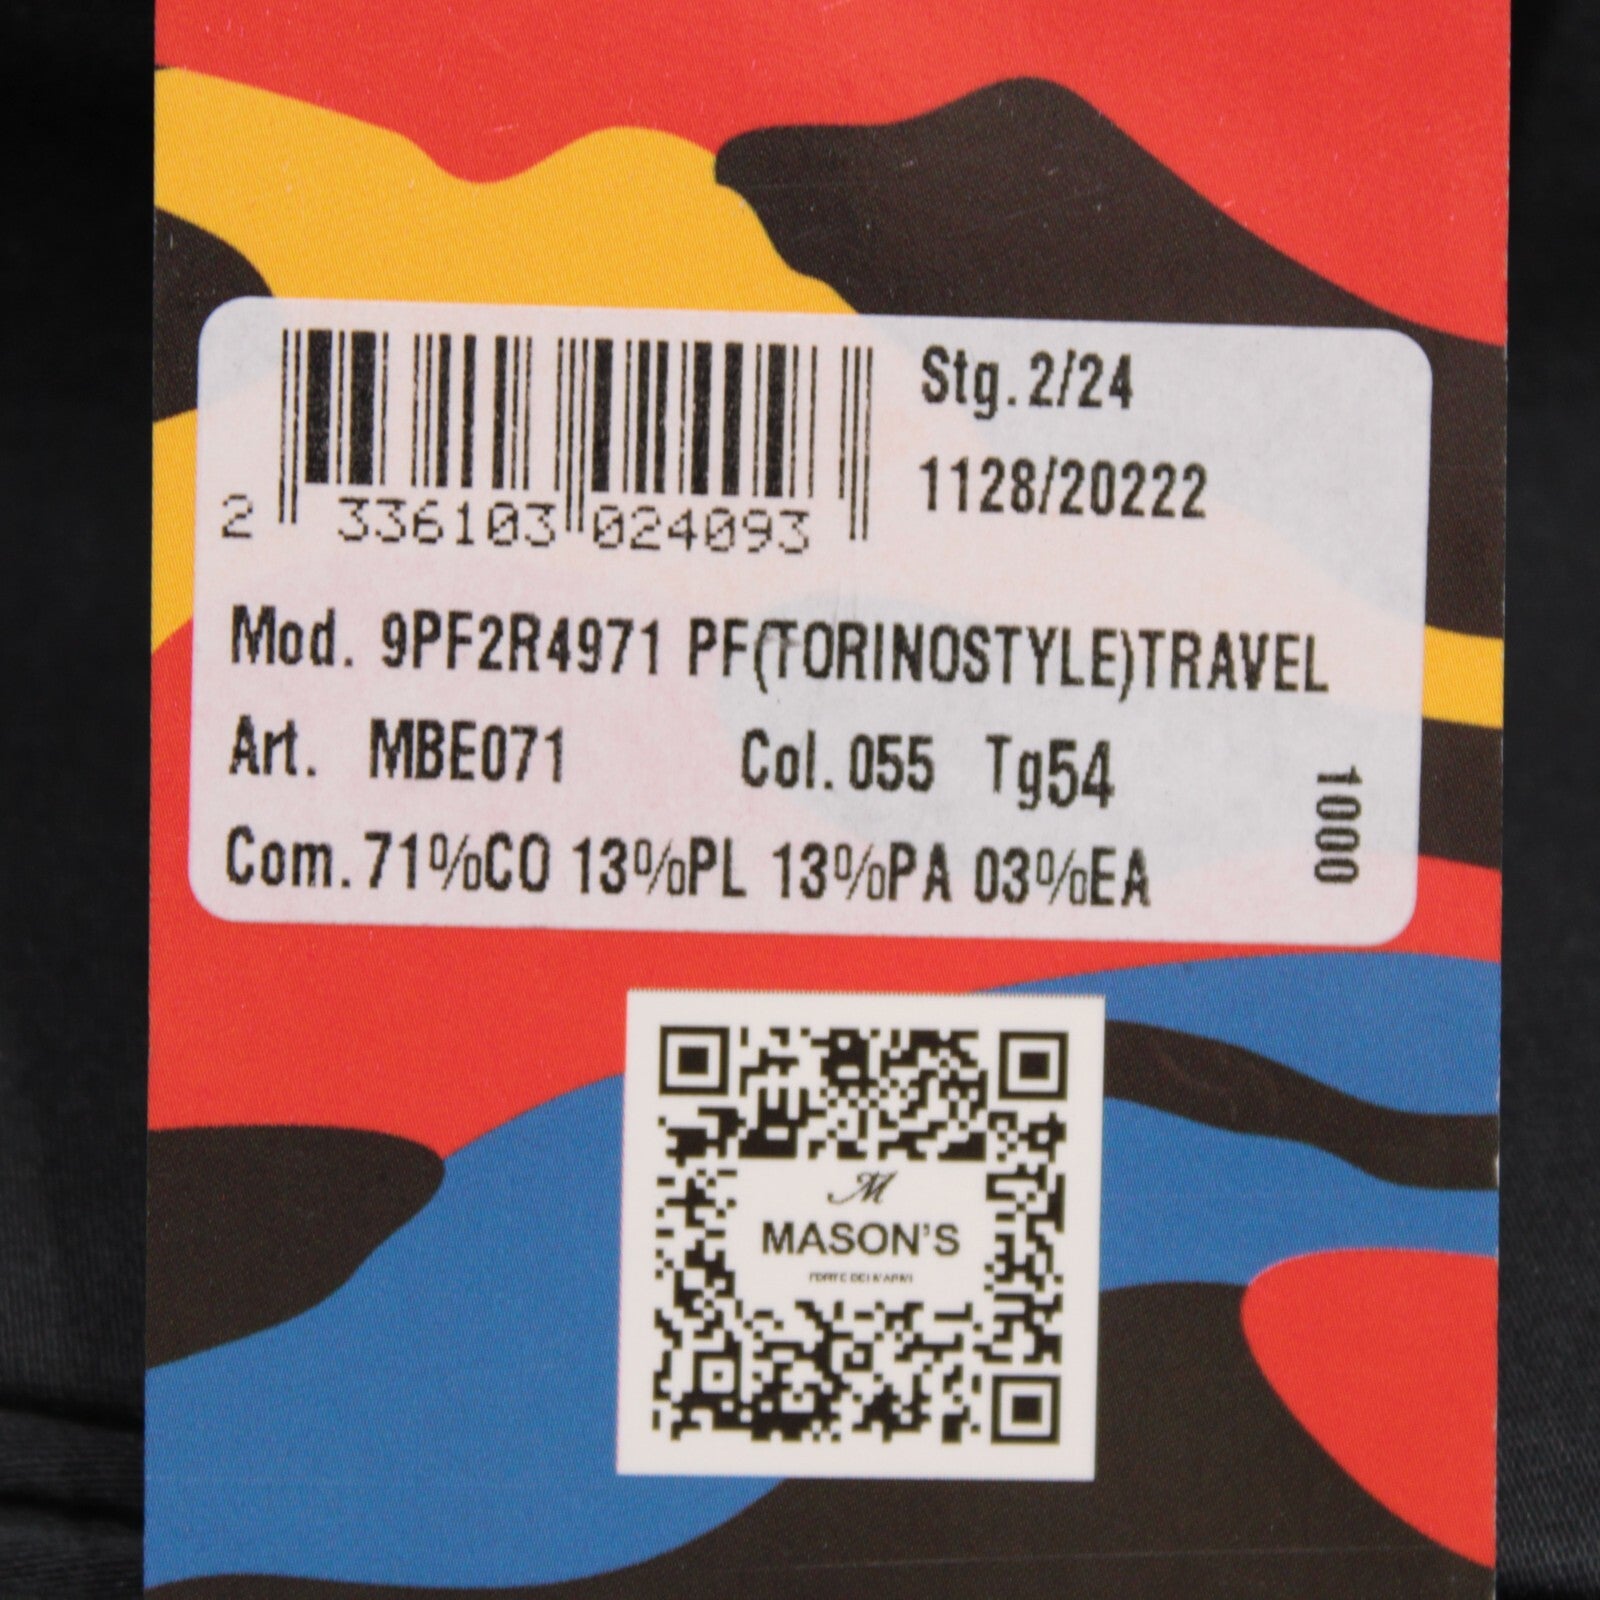 Stg.2/24
1128/20222
2 336103 024093
Mod. 9PF2R4971 PF(TORINOSTYLE)TRAVEL
Art. MBE071 Col.055 Tg54
Com.71%CO 13%PL 13%PA 03%EA
1000
M
MASON'S